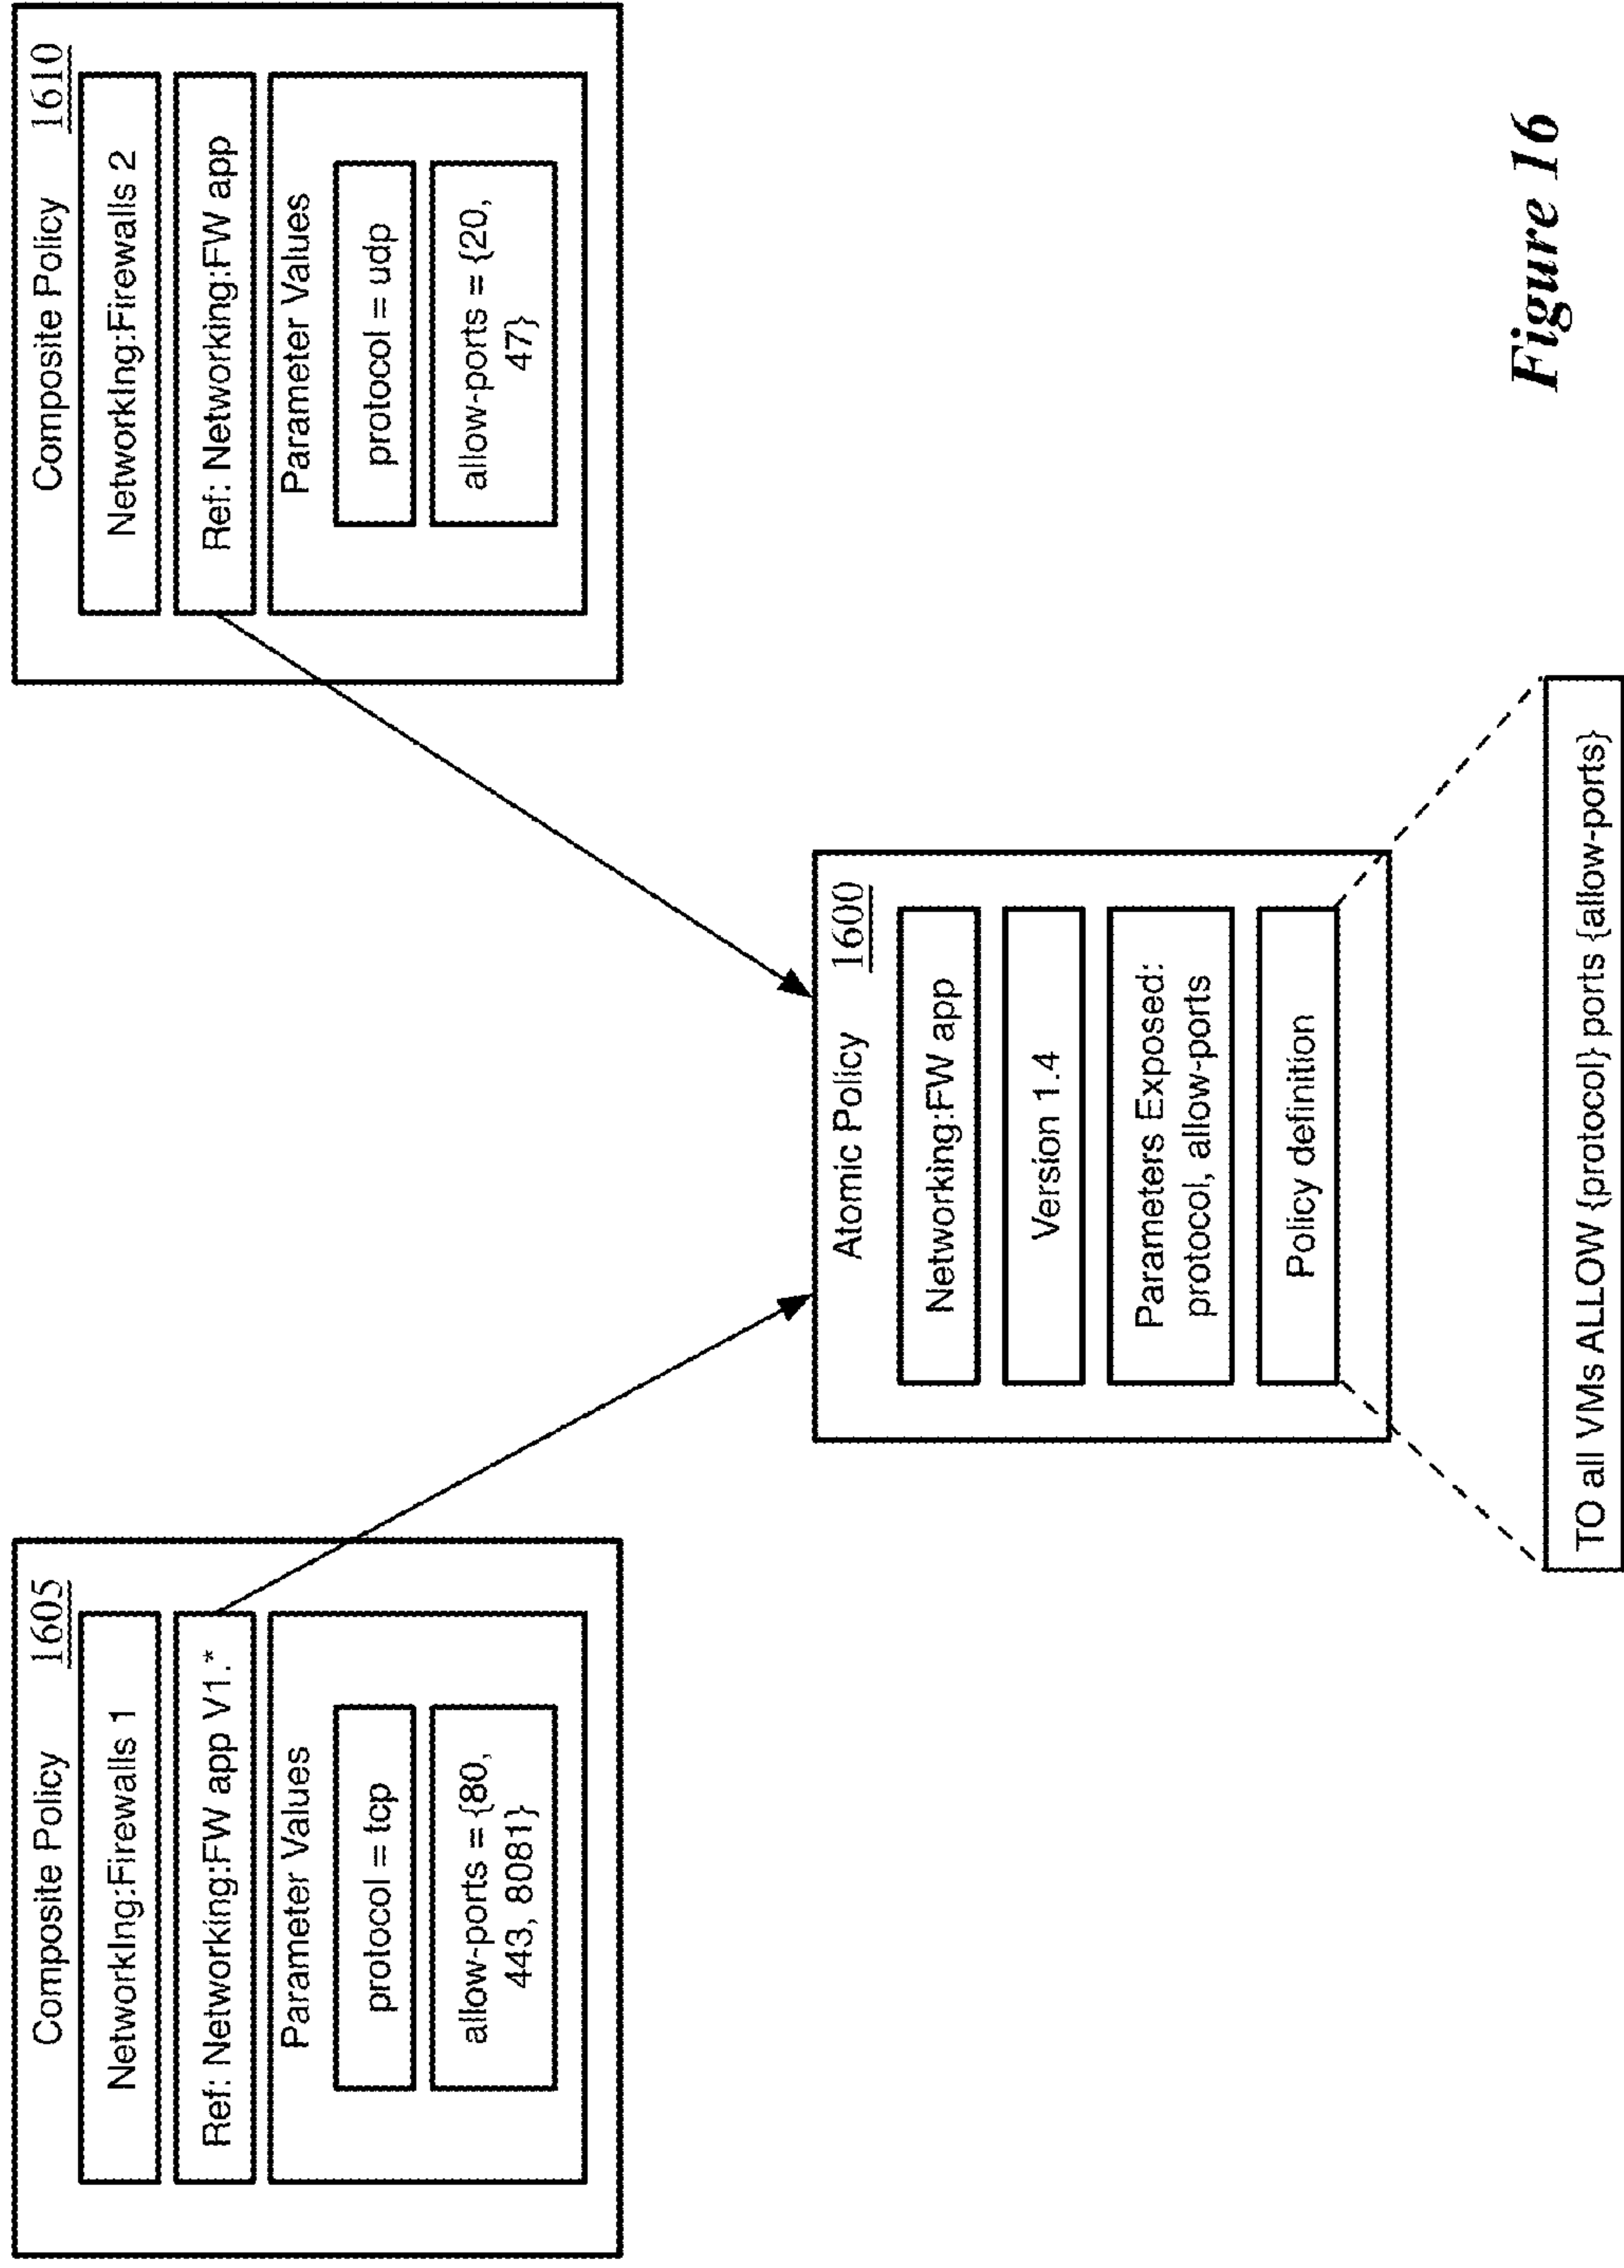 Composite Policy 1605
NetworkIng:Firewalls 1
Ref: Networking:FW app V1.*
Parameter Values
protocol = tcp
allow-ports = {80,
443, 8081}
Composite Policy 1610
NetworkIng:Firewalls 2
Ref: Networking:FW app
Parameter Values
protocol = udp
allow-ports = {20,
47}
Atomic Policy 1600
Networking:FW app
Version 1.4
Parameters Exposed:
protocol, allow-ports
Policy definition
TO all VMs ALLOW {protocol} ports {allow-ports}
Figure 16